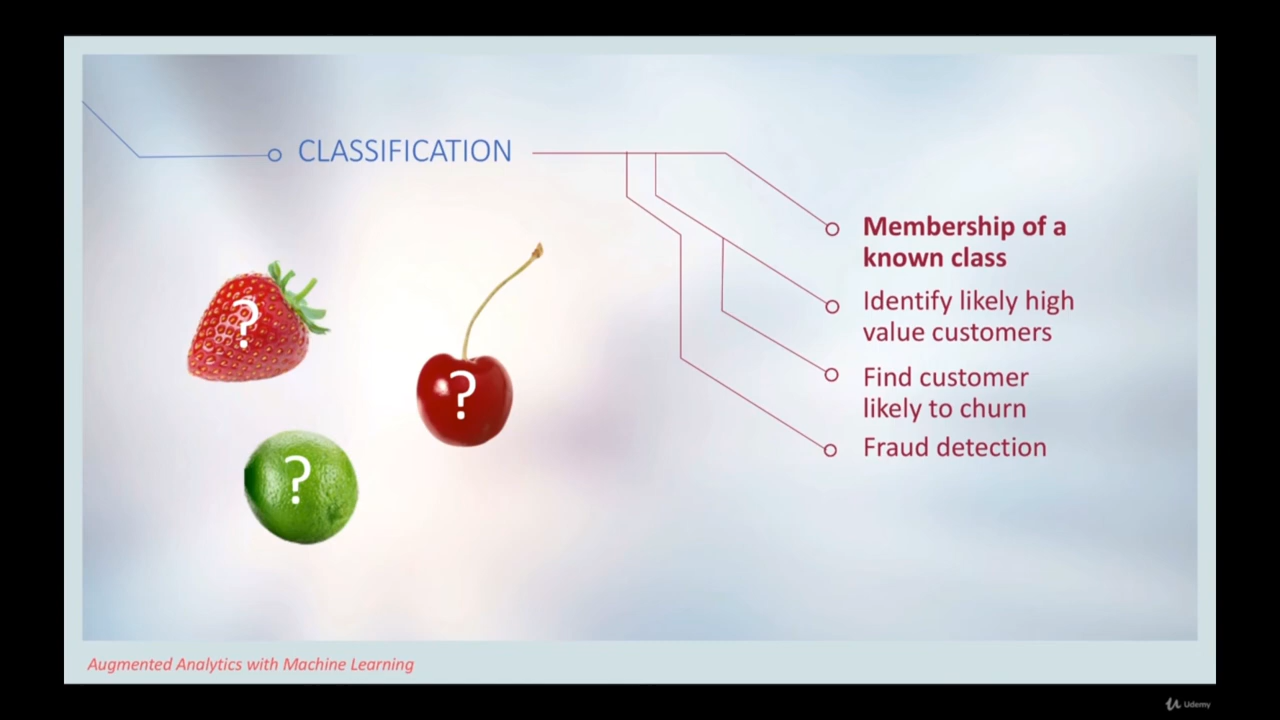 CLASSIFICATION
Membership of a
known class
Identify likely high
value customers
Find customer
likely to churn
Fraud detection
?
?
?
Augmented Analytics with Machine Learning
Udemy